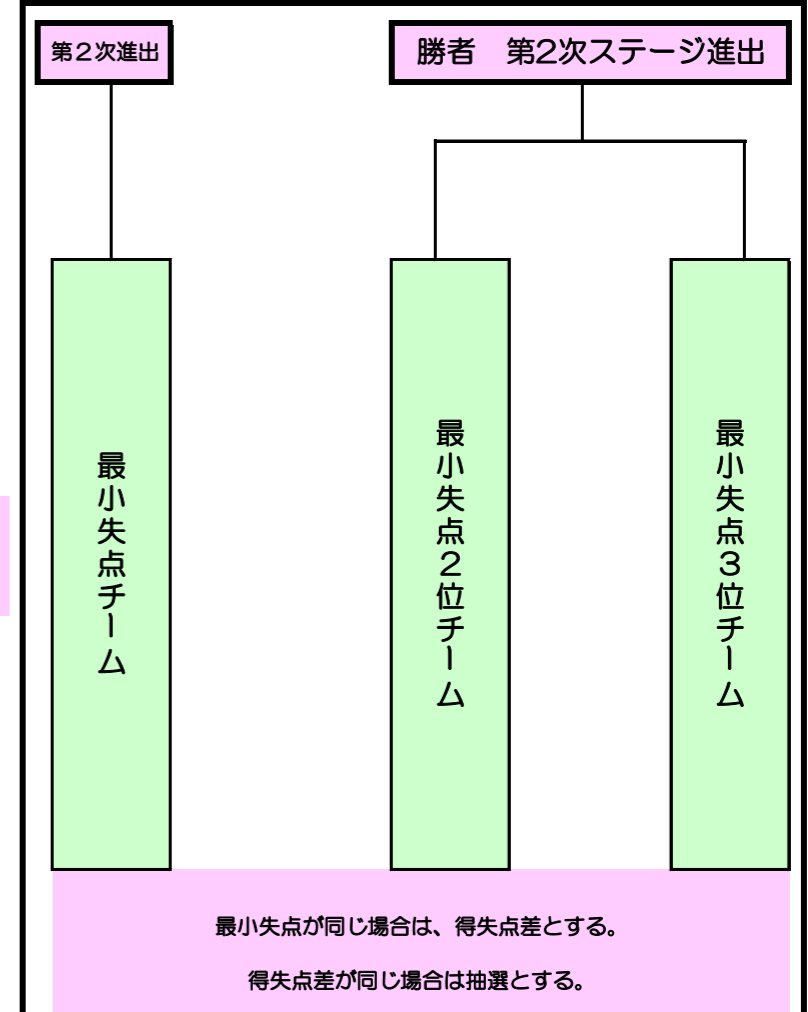 第２次進出
勝者　第2次ステージ進出
最小失点チーム
最小失点２位チーム
最小失点３位チーム
最小失点が同じ場合は、得失点差とする。
得失点差が同じ場合は抽選とする。